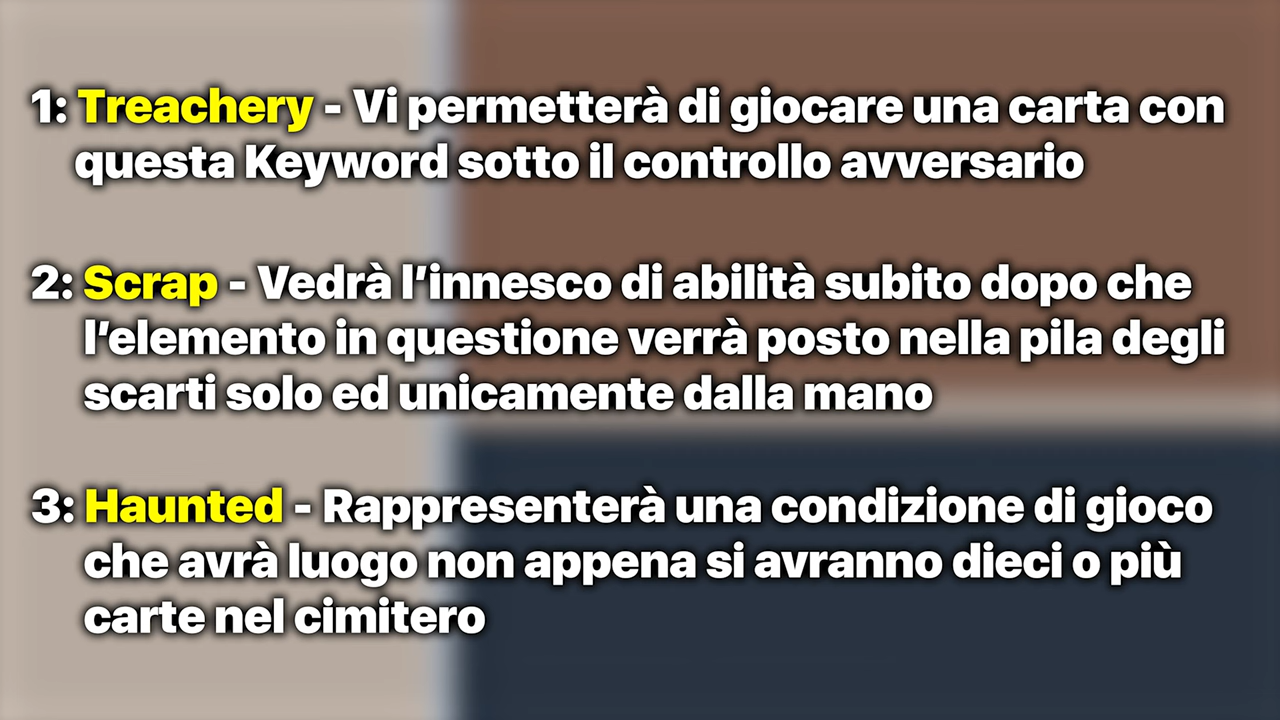 1: Treachery - Vi permetterà di giocare una carta con
questa Keyword sotto il controllo avversario
2: Scrap - Vedrà l’innesco di abilità subito dopo che
l’elemento in questione verrà posto nella pila degli
scarti solo ed unicamente dalla mano
3: Haunted - Rappresenterà una condizione di gioco
che avrà luogo non appena si avranno dieci o più
carte nel cimitero